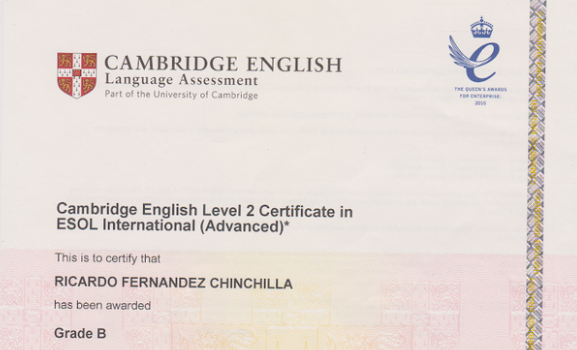 CAMBRIDGE ENGLISH
Language Assessment
Part of the University of Cambridge
THE QUEEN'S AWARDS
FOR ENTERPRISE:
2010
Cambridge English Level 2 Certificate in
ESOL International (Advanced)*
This is to certify that
RICARDO FERNANDEZ CHINCHILLA
has been awarded
Grade B